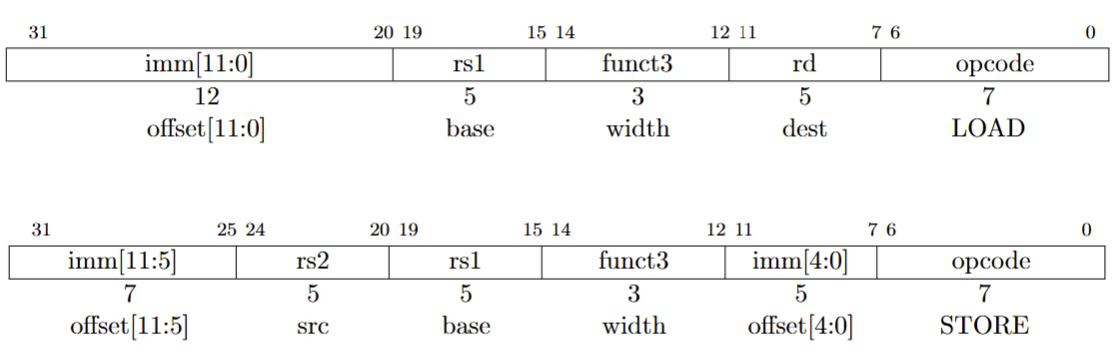 31 20 19 15 14 12 11 7 6 0
imm[11:0] rs1 funct3 rd opcode
12 5 3 5 7
offset[11:0] base width dest LOAD
31 25 24 20 19 15 14 12 11 7 6 0
imm[11:5] rs2 rs1 funct3 imm[4:0] opcode
7 5 5 3 5 7
offset[11:5] src base width offset[4:0] STORE